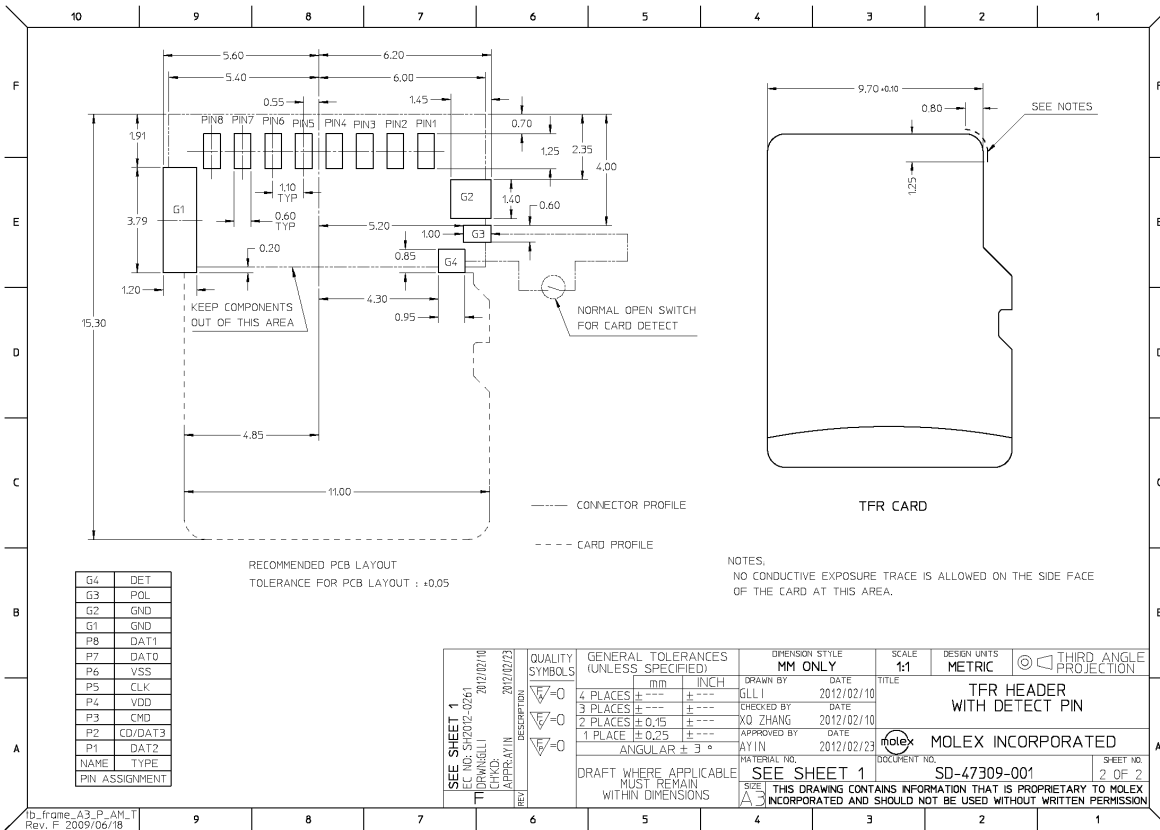 10 9 8 7 6 5 4 3 2 1
F
E
D
C
B
A
5.60
6.20
5.40
6.00
0.55
1.45
PIN8 PIN7 PIN6 PIN5 PIN4 PIN3 PIN2 PIN1
0.70
1.91
1.25
2.35
4.00
1.10
TYP
G1
G2
1.40
0.60
3.79
0.60
TYP
5.20
1.00
G3
0.20
0.85
G4
1.20
KEEP COMPONENTS
OUT OF THIS AREA
4.30
0.95
NORMAL OPEN SWITCH
FOR CARD DETECT
15.30
4.85
11.00
CONNECTOR PROFILE
CARD PROFILE
RECOMMENDED PCB LAYOUT
TOLERANCE FOR PCB LAYOUT : ±0.05
9.70 ±0.10
0.80
SEE NOTES
1.25
TFR CARD
NOTES,
NO CONDUCTIVE EXPOSURE TRACE IS ALLOWED ON THE SIDE FACE
OF THE CARD AT THIS AREA.
G4 DET
G3 POL
G2 GND
G1 GND
P8 DAT1
P7 DAT0
P6 VSS
P5 CLK
P4 VDD
P3 CMD
P2 CD/DAT3
P1 DAT2
NAME TYPE
PIN ASSIGNMENT
SEE SHEET 1
EC NO: SH2012-0261
DRWN:GLLI 2012/02/10
CHKD:
APPR:AYIN 2012/02/23
F
REV
DESCRIPTION
QUALITY
SYMBOLS
=0
=0
=0
GENERAL TOLERANCES
(UNLESS SPECIFIED)
mm INCH
4 PLACES ± --- ± ---
3 PLACES ± --- ± ---
2 PLACES ± 0.15 ± ---
1 PLACE ± 0.25 ± ---
ANGULAR ± 3 °
DRAFT WHERE APPLICABLE
MUST REMAIN
WITHIN DIMENSIONS
DIMENSION STYLE
MM ONLY
SCALE
1:1
DESIGN UNITS
METRIC
THIRD ANGLE
PROJECTION
DRAWN BY DATE
GLLI 2012/02/10
CHECKED BY DATE
XQ ZHANG 2012/02/10
APPROVED BY DATE
AYIN 2012/02/23
TITLE
TFR HEADER
WITH DETECT PIN
molex MOLEX INCORPORATED
MATERIAL NO.
SEE SHEET 1
DOCUMENT NO.
SD-47309-001
SHEET NO.
2 OF 2
SIZE
A3
THIS DRAWING CONTAINS INFORMATION THAT IS PROPRIETARY TO MOLEX
INCORPORATED AND SHOULD NOT BE USED WITHOUT WRITTEN PERMISSION
F
E
D
C
B
A
tb_frame_A3_P_AM_T
Rev. F 2009/06/18
9 8 7 6 5 4 3 2 1